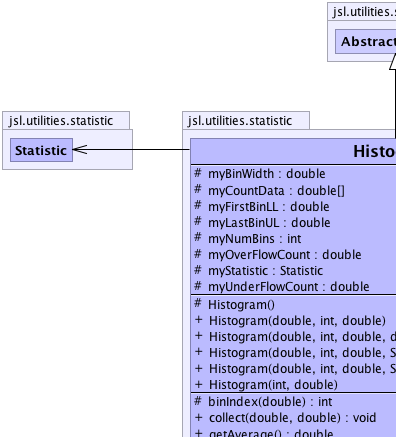 jsl.utilities.s
Abstract
jsl.utilities.statistic
jsl.utilities.statistic
Statistic
Histo
# myBinWidth : double
# myCountData : double[]
# myFirstBinLL : double
# myLastBinUL : double
# myNumBins : int
# myOverFlowCount : double
# myStatistic : Statistic
# myUnderFlowCount : double
# Histogram()
+ Histogram(double, int, double)
+ Histogram(double, int, double, d
+ Histogram(double, int, double, S
+ Histogram(double, int, double, S
+ Histogram(int, double)
# binIndex(double) : int
+ collect(double, double) : void
+ getAverage() : double